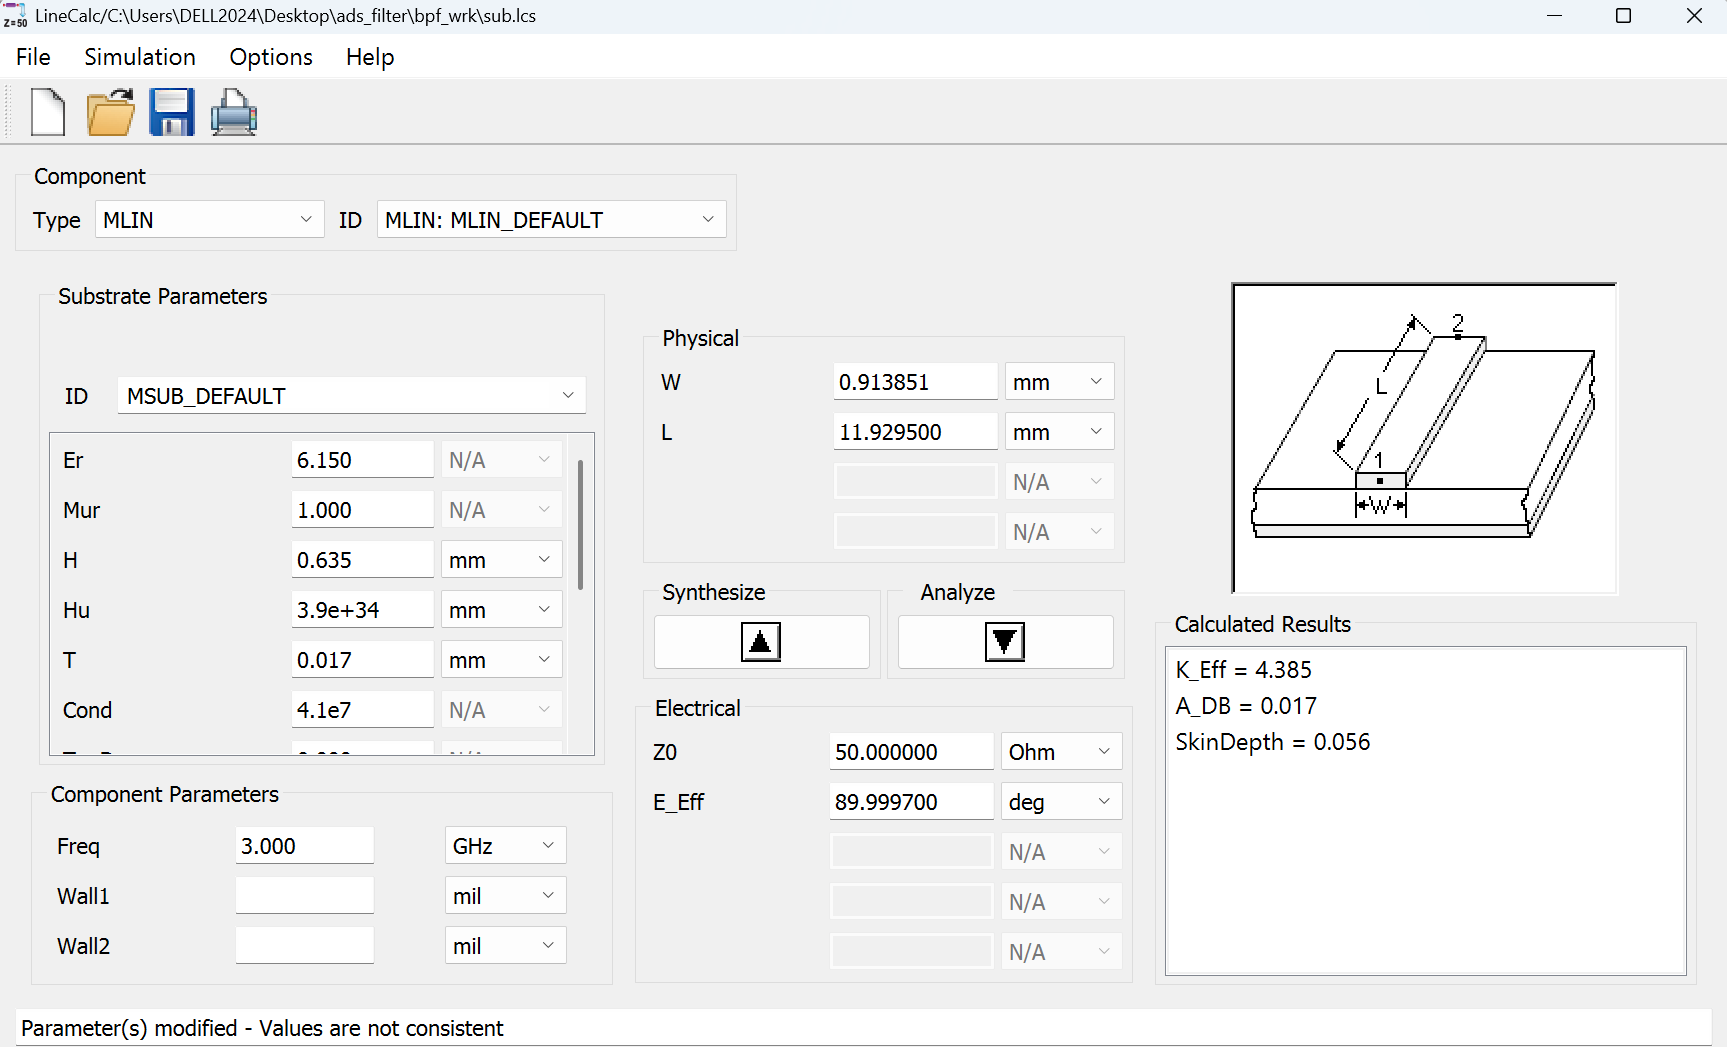 Z=50 LineCalc/C:\Users\DELL2024\Desktop\ads_filter\bpf_wrk\sub.lcs
File Simulation Options Help
Component
Type MLIN ID MLIN: MLIN_DEFAULT
Substrate Parameters
ID MSUB_DEFAULT
Er 6.150 N/A
Mur 1.000 N/A
H 0.635 mm
Hu 3.9e+34 mm
T 0.017 mm
Cond 4.1e7 N/A
Component Parameters
Freq 3.000 GHz
Wall1 mil
Wall2 mil
Physical
W 0.913851 mm
L 11.929500 mm
N/A
N/A
Synthesize Analyze
Electrical
Z0 50.000000 Ohm
E_Eff 89.999700 deg
N/A
N/A
N/A
2
L
1
W
Calculated Results
K_Eff = 4.385
A_DB = 0.017
SkinDepth = 0.056
Parameter(s) modified - Values are not consistent